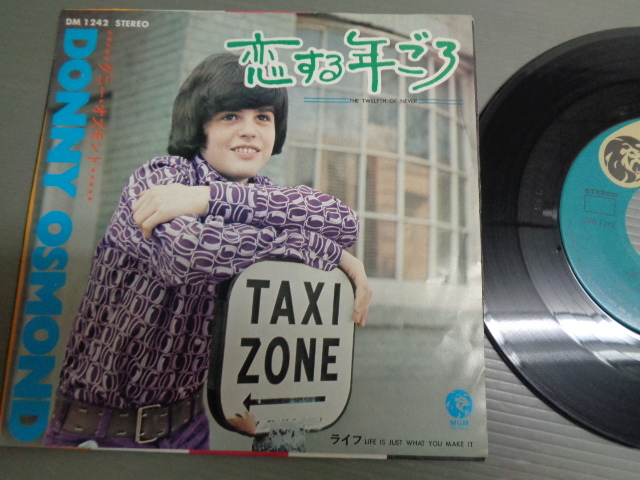 DM 1242 STEREO
恋する年ごろ
THE TWELFTH OF NEVER
DONNY OSMOND
TAXI
ZONE
MGM
ライフ LIFE IS JUST WHAT YOU MAKE IT